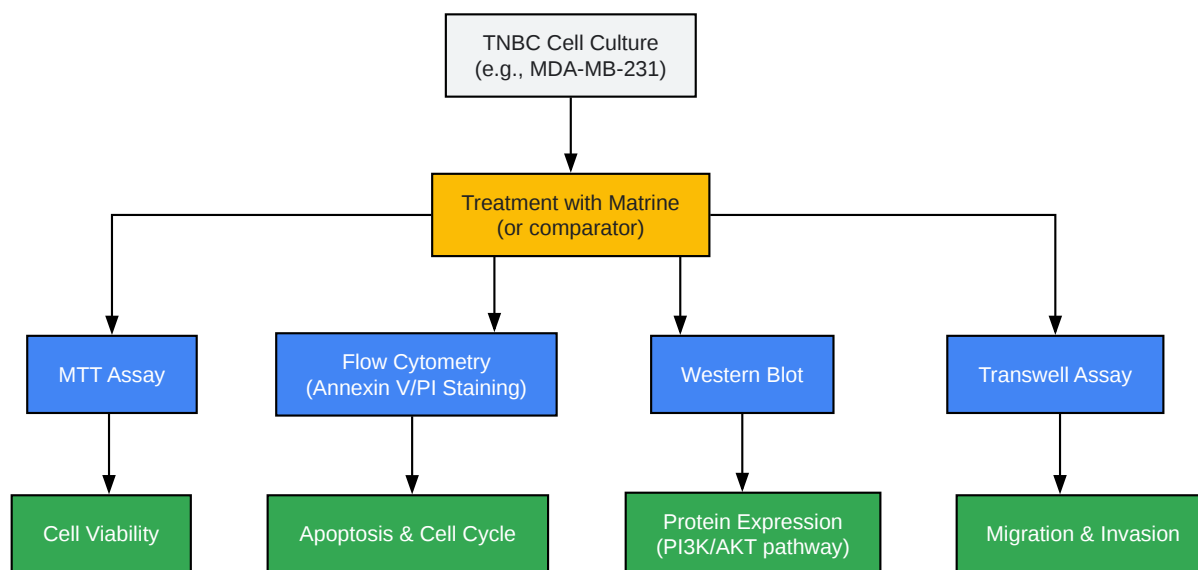 TNBC Cell Culture
(e.g., MDA-MB-231)
Treatment with Matrine
(or comparator)
MTT Assay
Flow Cytometry
(Annexin V/PI Staining)
Western Blot
Transwell Assay
Cell Viability
Apoptosis & Cell Cycle
Protein Expression
(PI3K/AKT pathway)
Migration & Invasion